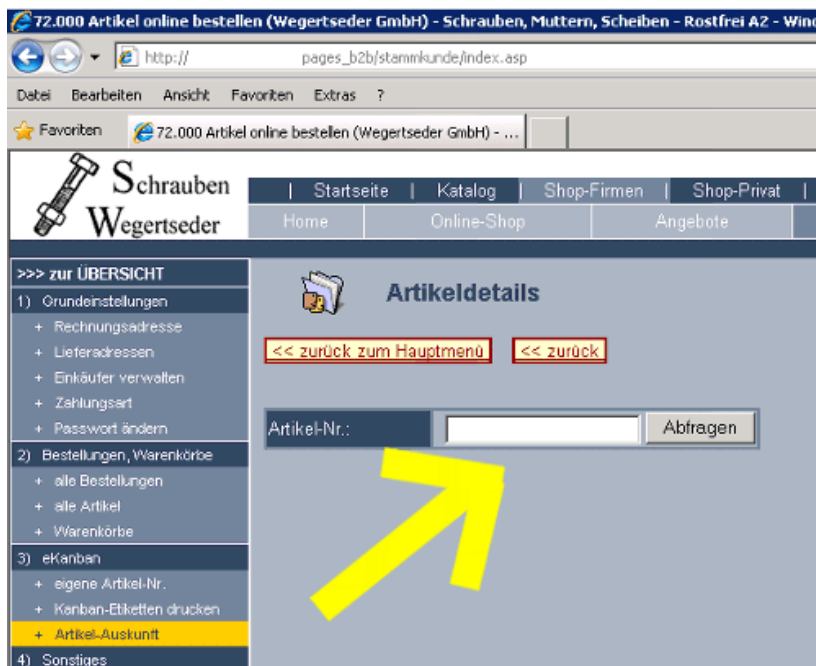 72.000 Artikel online bestellen (Wegertseder GmbH) - Schrauben, Muttern, Scheiben - Rostfrei A2 - Wind
http:// pages_b2b/stammkunde/index.asp
Datei Bearbeiten Ansicht Favoriten Extras ?
Favoriten 72.000 Artikel online bestellen (Wegertseder GmbH) - ...
Schrauben
Wegertseder
| Startseite | Katalog | Shop-Firmen | Shop-Privat |
Home Online-Shop Angebote
>>> zur ÜBERSICHT
1) Grundeinstellungen
+ Rechnungsadresse
+ Lieferadressen
+ Einkäufer verwalten
+ Zahlungsart
+ Passwort ändern
2) Bestellungen, Warenkörbe
+ alle Bestellungen
+ alle Artikel
+ Warenkörbe
3) eKanban
+ eigene Artikel-Nr.
+ Kanban-Etiketten drucken
+ Artikel-Auskunft
4) Sonstiges
Artikeldetails
<< zurück zum Hauptmenü << zurück
Artikel-Nr.: Abfragen